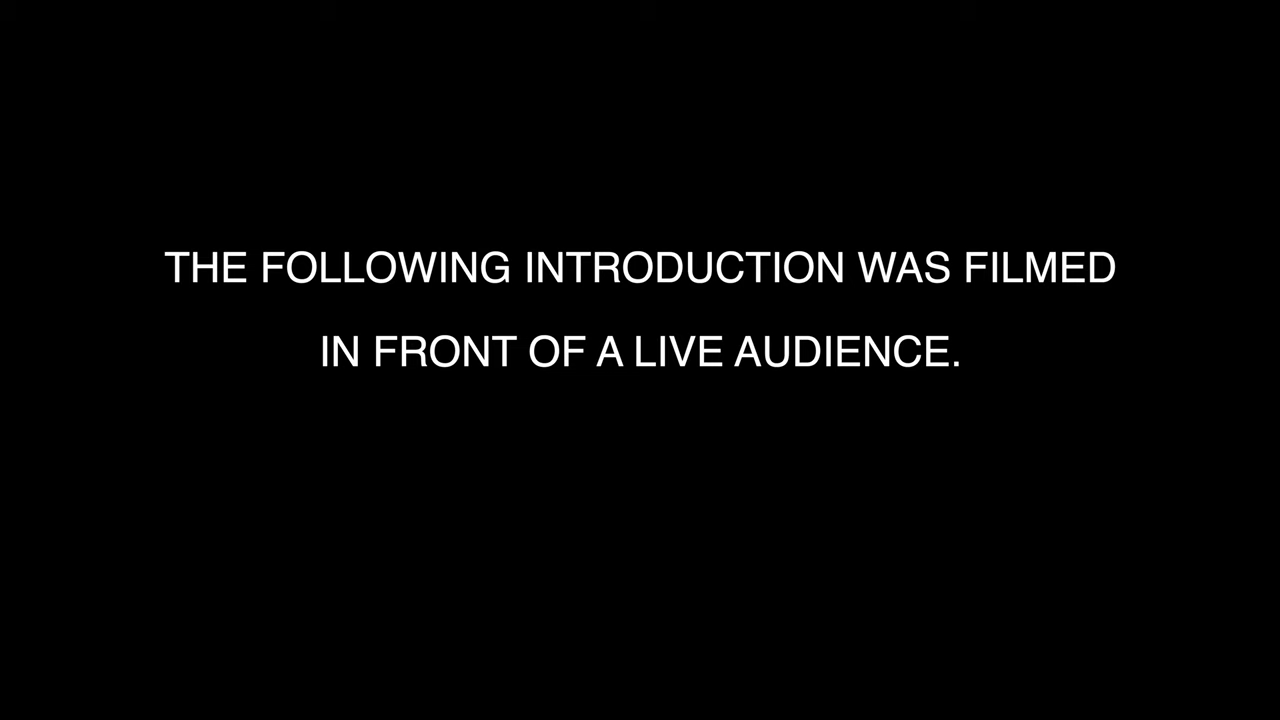 THE FOLLOWING INTRODUCTION WAS FILMED
IN FRONT OF A LIVE AUDIENCE.